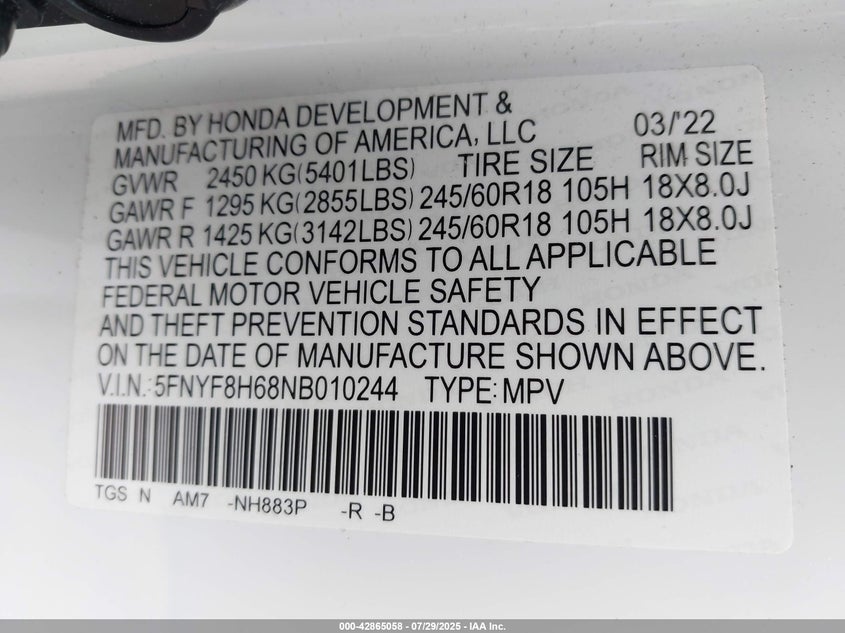 MFD. BY HONDA DEVELOPMENT &
MANUFACTURING OF AMERICA, LLC 03/'22
GVWR 2450 KG(5401LBS) TIRE SIZE RIM SIZE
GAWR F 1295 KG(2855LBS) 245/60R18 105H 18X8.0J
GAWR R 1425 KG(3142LBS) 245/60R18 105H 18X8.0J
THIS VEHICLE CONFORMS TO ALL APPLICABLE
FEDERAL MOTOR VEHICLE SAFETY
AND THEFT PREVENTION STANDARDS IN EFFECT
ON THE DATE OF MANUFACTURE SHOWN ABOVE.
V.I.N.: 5FNYF8H68NB010244 TYPE: MPV
TGS N AM7 -NH883P -R -B
000-42865058 - 07/29/2025 - IAA Inc.